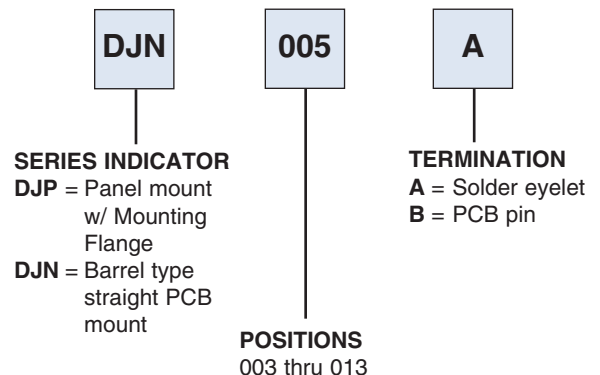 DJN 005 A
SERIES INDICATOR
DJP = Panel mount
w/ Mounting
Flange
DJN = Barrel type
straight PCB
mount
POSITIONS
003 thru 013
TERMINATION
A = Solder eyelet
B = PCB pin